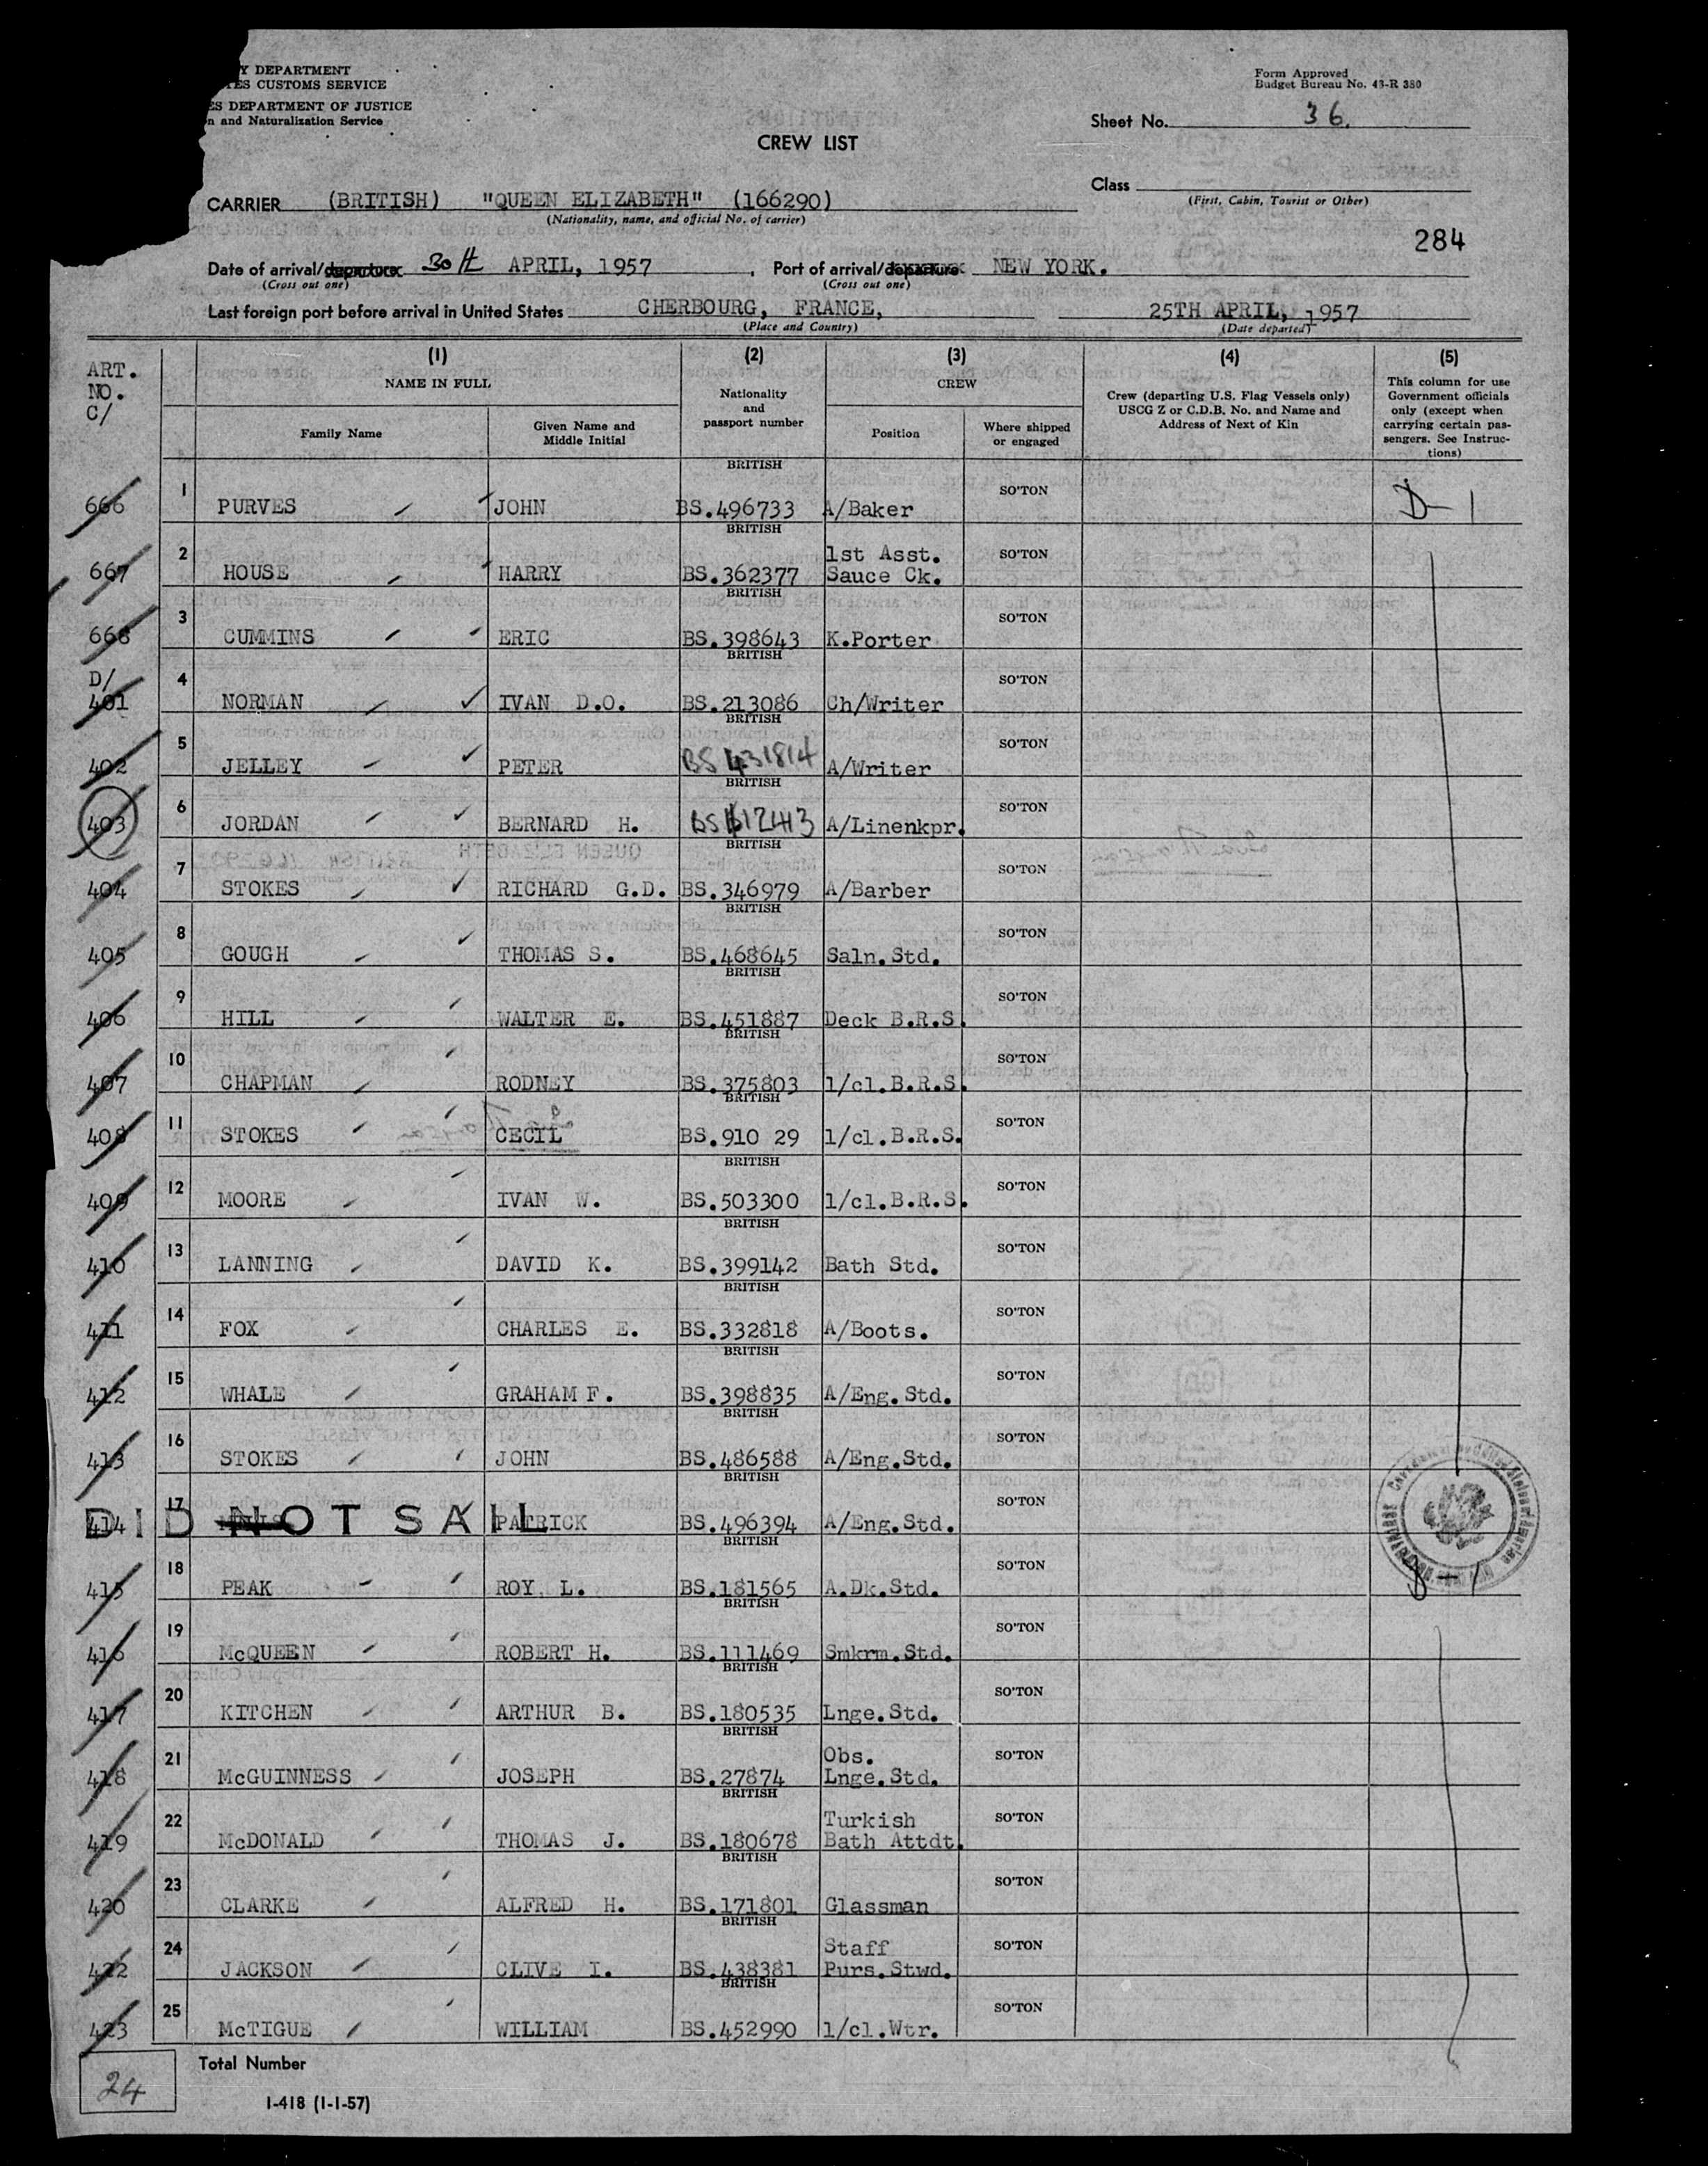 Y DEPARTMENT
ES CUSTOMS SERVICE
ES DEPARTMENT OF JUSTICE
n and Naturalization Service
Form Approved
Budget Bureau No. 43-R 380
Sheet No. 36.
CREW LIST
Class
(First, Cabin, Tourist or Other)
CARRIER (BRITISH) "QUEEN ELIZABETH" (166290)
(Nationality, name, and official No. of carrier)
284
Date of arrival/departure 30th APRIL, 1957, Port of arrival/departure NEW YORK.
(Cross out one) (Cross out one)
Last foreign port before arrival in United States CHERBOURG, FRANCE, 25TH APRIL, 1957
(Place and Country) (Date departed)
ART. NO. C/
(1) NAME IN FULL
Family Name
Given Name and Middle Initial
(2) Nationality and passport number
(3) CREW
Position
Where shipped or engaged
(4) Crew (departing U.S. Flag Vessels only) USCG Z or C.D.B. No. and Name and Address of Next of Kin
(5) This column for use Government officials only (except when carrying certain passengers. See Instructions)
666 1 PURVES JOHN BRITISH BS.496733 A/Baker SO'TON D-1
667 2 HOUSE HARRY BRITISH BS.362377 1st Asst. Sauce Ck. SO'TON
668 3 CUMMINS ERIC BRITISH BS.398643 K.Porter SO'TON
D/ 401 4 NORMAN IVAN D.O. BRITISH BS.213086 Ch/Writer SO'TON
402 5 JELLEY PETER BRITISH BS 431814 A/Writer SO'TON
403 6 JORDAN BERNARD H. BRITISH A/Linenkpr. SO'TON
404 7 STOKES RICHARD G.D. BRITISH BS.346979 A/Barber SO'TON
405 8 GOUGH THOMAS S. BRITISH BS.468645 Saln.Std. SO'TON
406 9 HILL WALTER E. BRITISH BS.451887 Deck B.R.S. SO'TON
407 10 CHAPMAN RODNEY BRITISH BS.375803 1/cl.B.R.S. SO'TON
408 11 STOKES CECIL BRITISH BS.910 29 1/cl.B.R.S. SO'TON
409 12 MOORE IVAN W. BRITISH BS.503300 1/cl.B.R.S. SO'TON
410 13 LANNING DAVID K. BRITISH BS.399142 Bath Std. SO'TON
411 14 FOX CHARLES E. BRITISH BS.332818 A/Boots. SO'TON
412 15 WHALE GRAHAM F. BRITISH BS.398835 A/Eng.Std. SO'TON
413 16 STOKES JOHN BRITISH BS.486588 A/Eng.Std. SO'TON
414 17 DID NOT SAIL PATRICK BRITISH BS.496394 A/Eng.Std. SO'TON
415 18 PEAK ROY L. BRITISH BS.181565 A.Dk.Std. SO'TON
416 19 McQUEEN ROBERT H. BRITISH BS.111469 Smkrm.Std. SO'TON
417 20 KITCHEN ARTHUR B. BRITISH BS.180535 Lnge.Std. SO'TON
418 21 McGUINNESS JOSEPH BRITISH BS.27874 Obs. Lnge.Std. SO'TON
419 22 McDONALD THOMAS J. BRITISH BS.180678 Turkish Bath Attdt. SO'TON
420 23 CLARKE ALFRED H. BRITISH BS.171801 Glassman SO'TON
422 24 JACKSON CLIVE I. BRITISH BS.438381 Staff Purs.Stwd. SO'TON
423 25 McTIGUE WILLIAM BRITISH BS.452990 1/cl.Wtr. SO'TON
24 Total Number
I-418 (1-1-57)